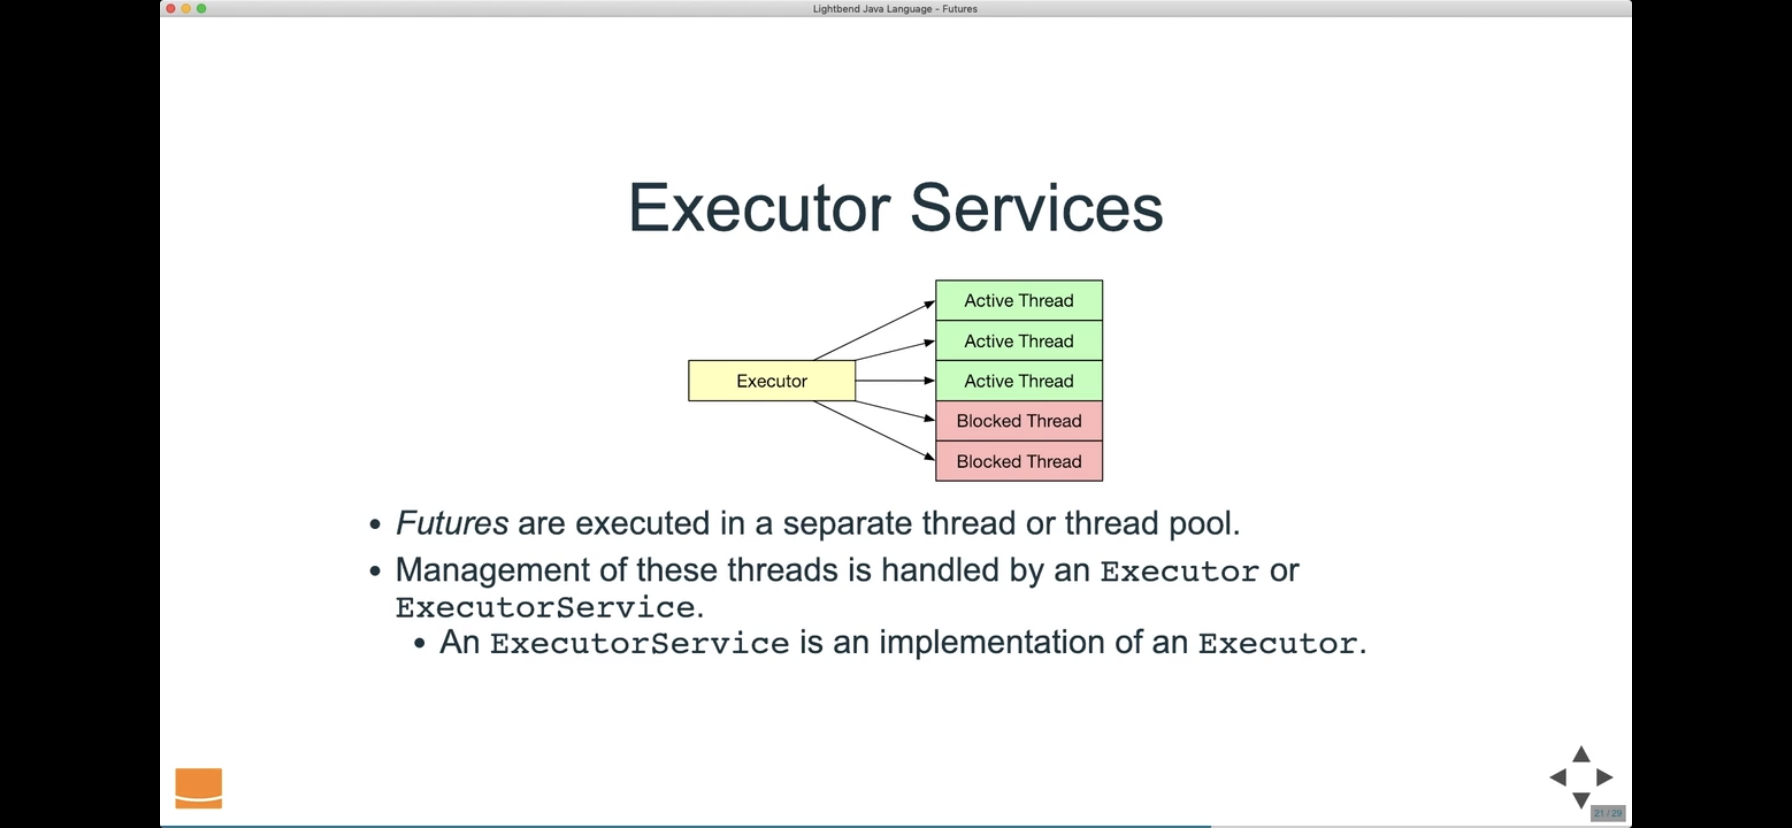 Lightbend Java Language - Futures
Executor Services
Active Thread
Active Thread
Executor
Active Thread
Blocked Thread
Blocked Thread
• Futures are executed in a separate thread or thread pool.
• Management of these threads is handled by an Executor or
ExecutorService.
• An ExecutorService is an implementation of an Executor.
21 / 29